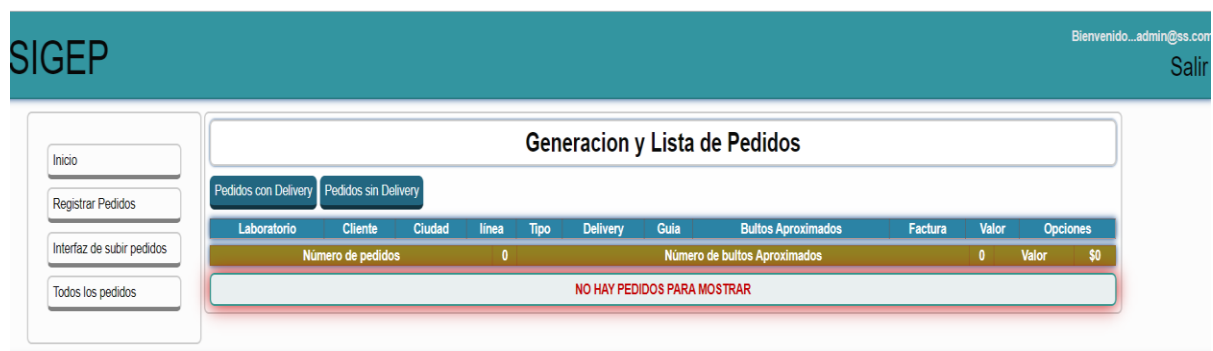 Bienvenido...admin@ss.com
SIGEP
Salir
Generacion y Lista de Pedidos
Inicio
Registrar Pedidos
Interfaz de subir pedidos
Todos los pedidos
Pedidos con Delivery Pedidos sin Delivery
Laboratorio Cliente Ciudad línea Tipo Delivery Guia Bultos Aproximados Factura Valor Opciones
Número de pedidos 0 Número de bultos Aproximados 0 Valor $0
NO HAY PEDIDOS PARA MOSTRAR